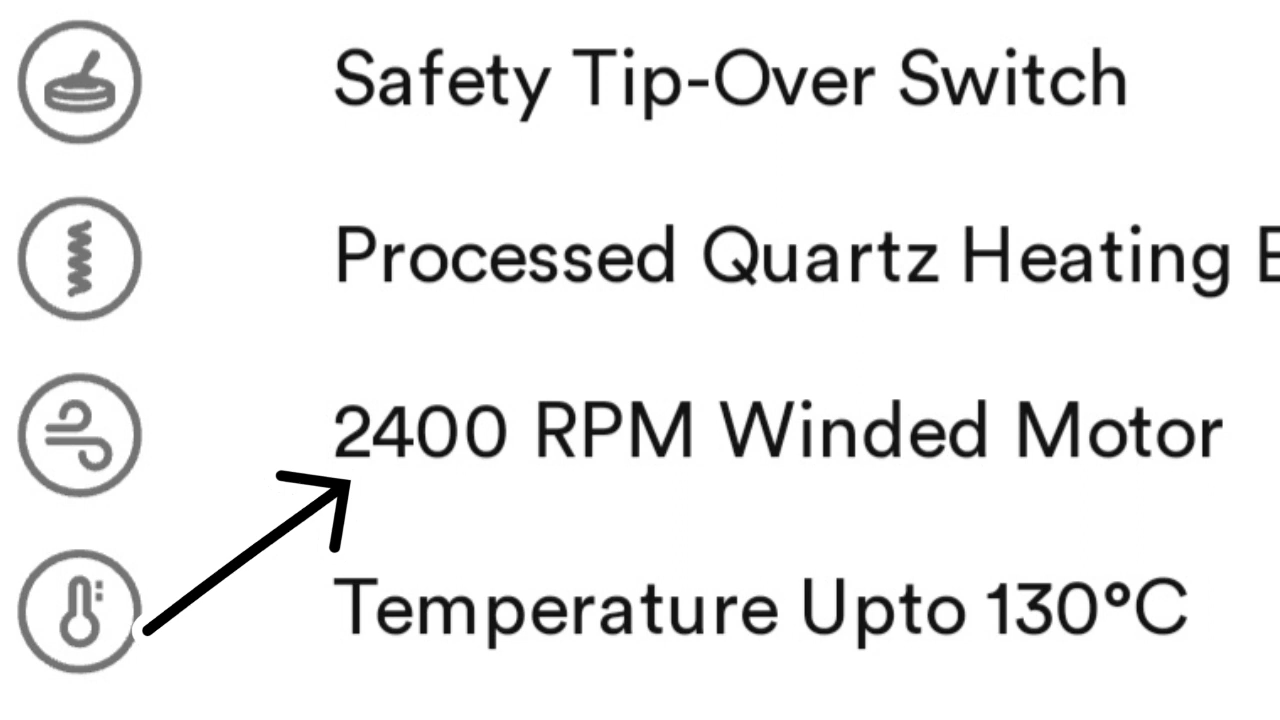 Safety Tip-Over Switch
Processed Quartz Heating
2400 RPM Winded Motor
Temperature Upto 130°C